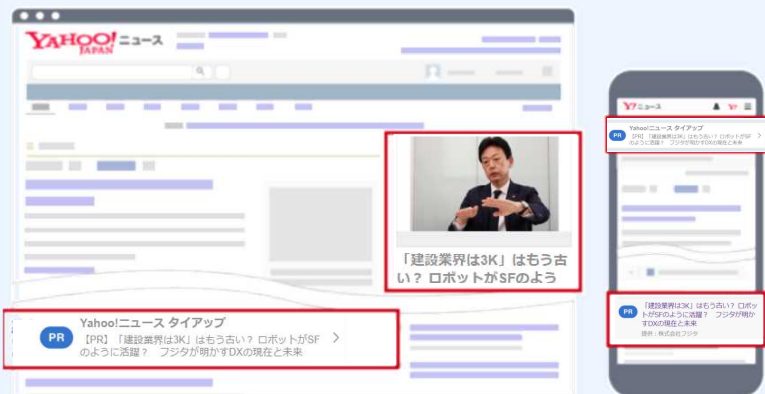 YAHOO! ニュース
JAPAN
「建設業界は3K」はもう古
い? ロボットがSFのよう
PR
Yahoo!ニュース タイアップ
【PR】「建設業界は3K」はもう古い? ロボットがSF
のように活躍? フジタが明かすDXの現在と未来
Y! ニュース
PR
Yahoo!ニュース タイアップ
【PR】「建設業界は3K」はもう古い? ロボットがSF
のように活躍? フジタが明かすDXの現在と未来
PR
「建設業界は3K」はもう古い? ロボッ
トがSFのように活躍? フジタが明か
すDXの現在と未来
提供:株式会社フジタ